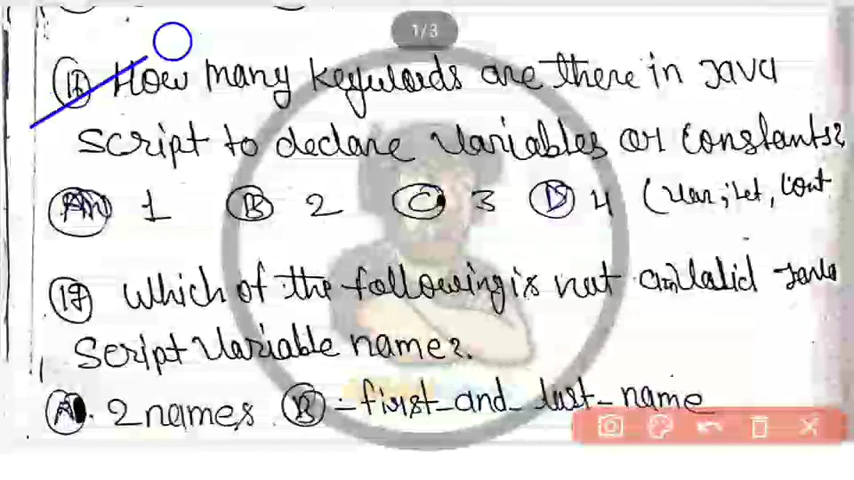 1/3
16 How many keywords are there in Java
script to declare Variables or constants?
A 1 B 2 C 3 D 4 (var, let, const
17 which of the following is not an Valid Java
Script Variable name?.
A. 2names B _first_and_last_name